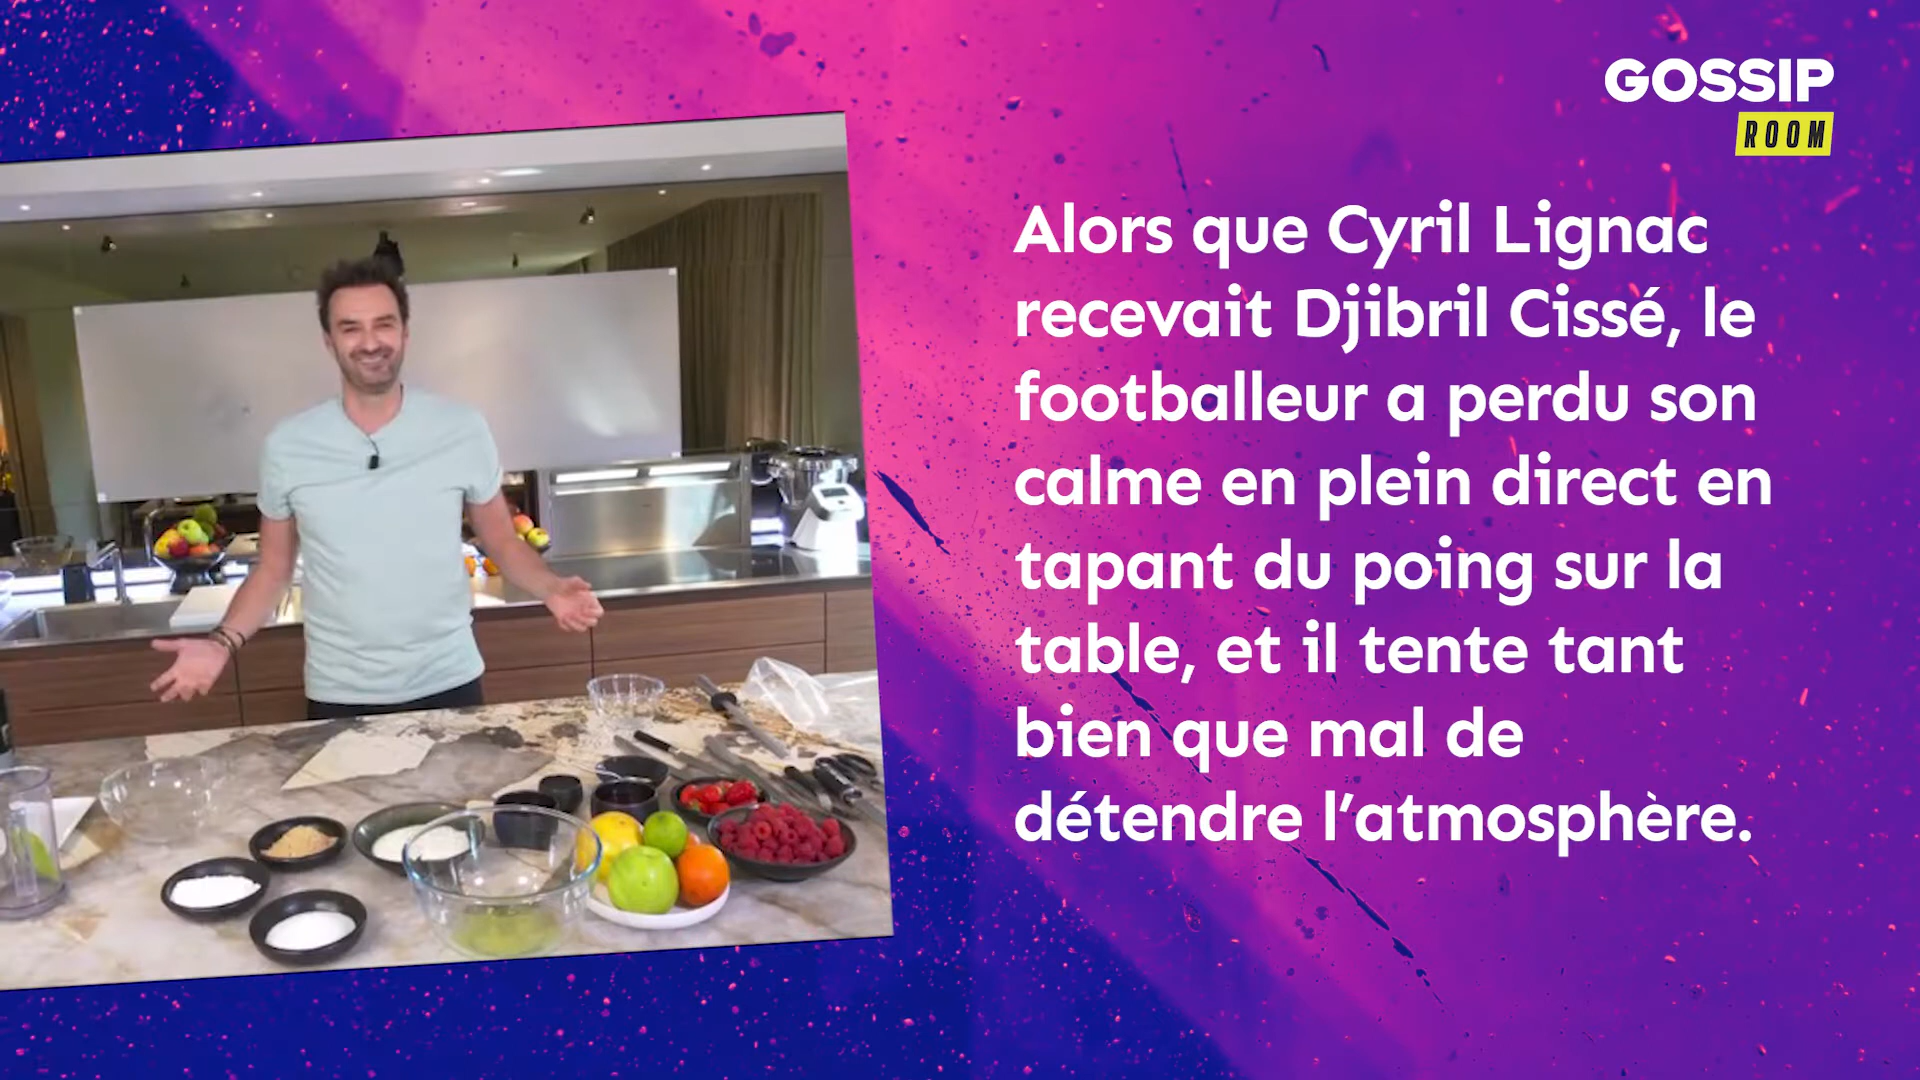 GOSSIP
ROOM
Alors que Cyril Lignac
recevait Djibril Cissé, le
footballeur a perdu son
calme en plein direct en
tapant du poing sur la
table, et il tente tant
bien que mal de
détendre l’atmosphère.